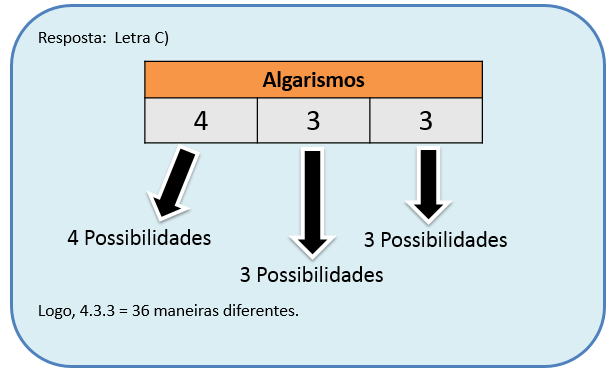 Resposta: Letra C)
Algarismos
4 3 3
4 Possibilidades
3 Possibilidades
3 Possibilidades
Logo, 4.3.3 = 36 maneiras diferentes.